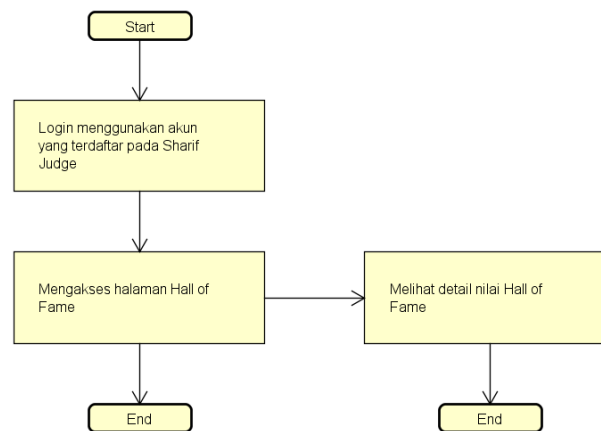 Start
Login menggunakan akun
yang terdaftar pada Sharif
Judge
Mengakses halaman Hall of
Fame
Melihat detail nilai Hall of
Fame
End
End